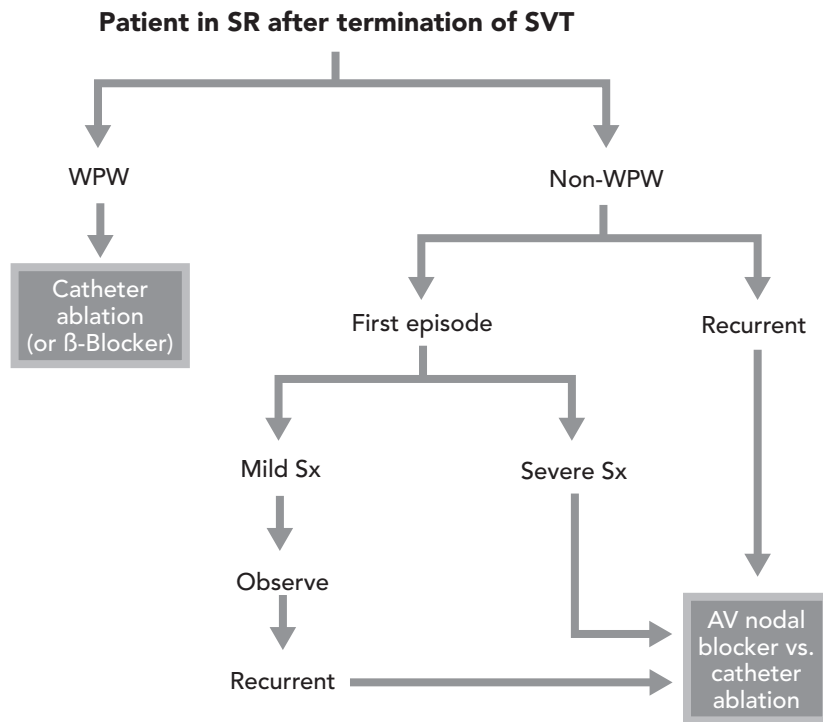 Patient in SR after termination of SVT
WPW
Non-WPW
Catheter
ablation
(or ß-Blocker)
First episode
Recurrent
Mild Sx
Severe Sx
Observe
Recurrent
AV nodal
blocker vs.
catheter
ablation